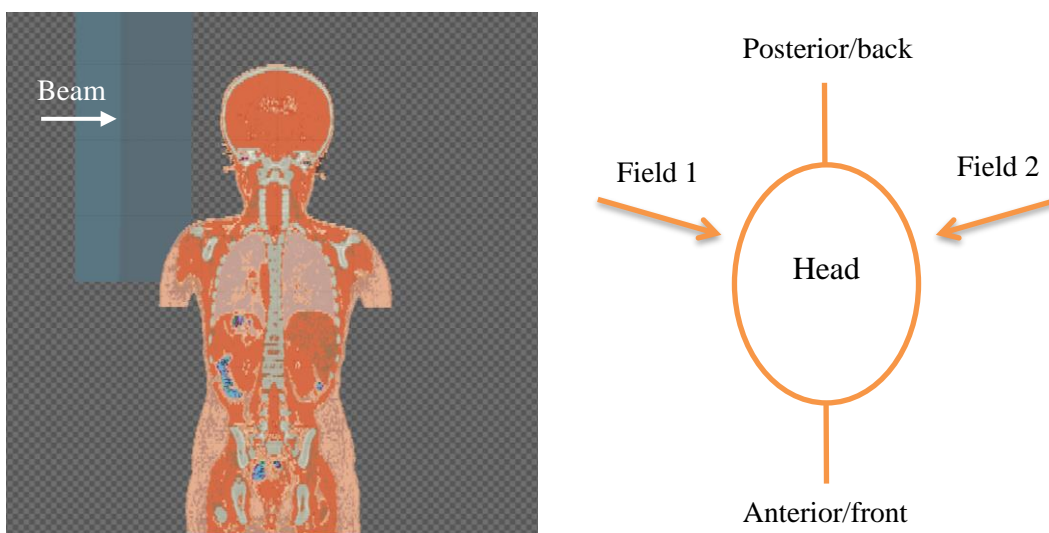 Beam
Posterior/back
Field 1
Field 2
Head
Anterior/front